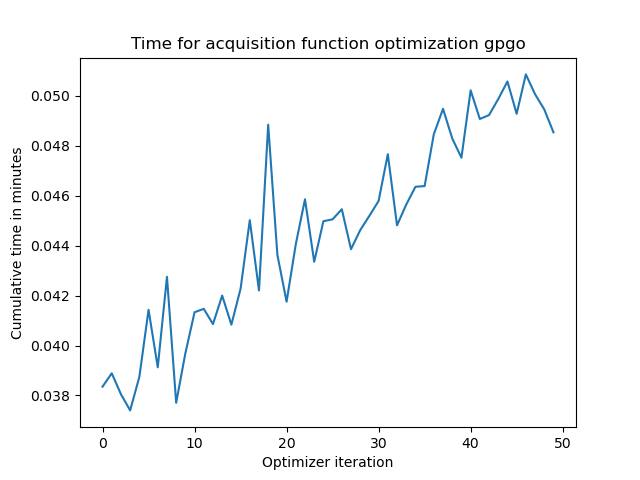 Time for acquisition function optimization gpgo
0.050
0.048
0.046
0.044
0.042
0.040
0.038
Cumulative time in minutes
0 10 20 30 40 50
Optimizer iteration